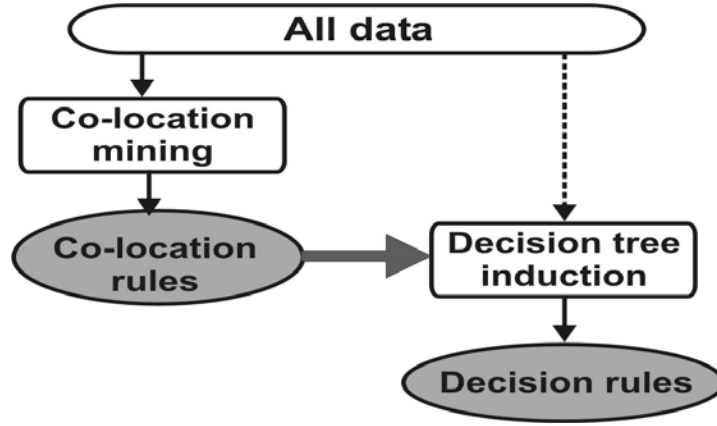 All data
Co-location
mining
Co-location
rules
Decision tree
induction
Decision rules